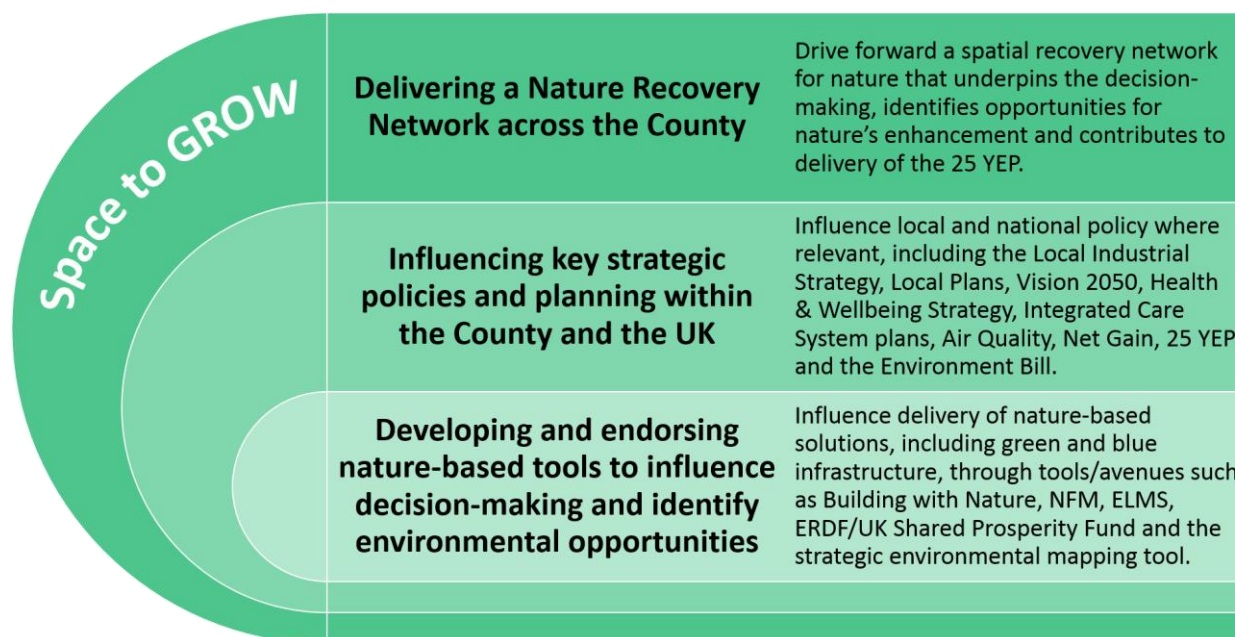 Space to GROW
Delivering a Nature Recovery
Network across the County
Drive forward a spatial recovery network
for nature that underpins the decision-
making, identifies opportunities for
nature's enhancement and contributes to
delivery of the 25 YEP.
Influencing key strategic
policies and planning within
the County and the UK
Influence local and national policy where
relevant, including the Local Industrial
Strategy, Local Plans, Vision 2050, Health
& Wellbeing Strategy, Integrated Care
System plans, Air Quality, Net Gain, 25 YEP
and the Environment Bill.
Developing and endorsing
nature-based tools to influence
decision-making and identify
environmental opportunities
Influence delivery of nature-based
solutions, including green and blue
infrastructure, through tools/avenues such
as Building with Nature, NFM, ELMS,
ERDF/UK Shared Prosperity Fund and the
strategic environmental mapping tool.